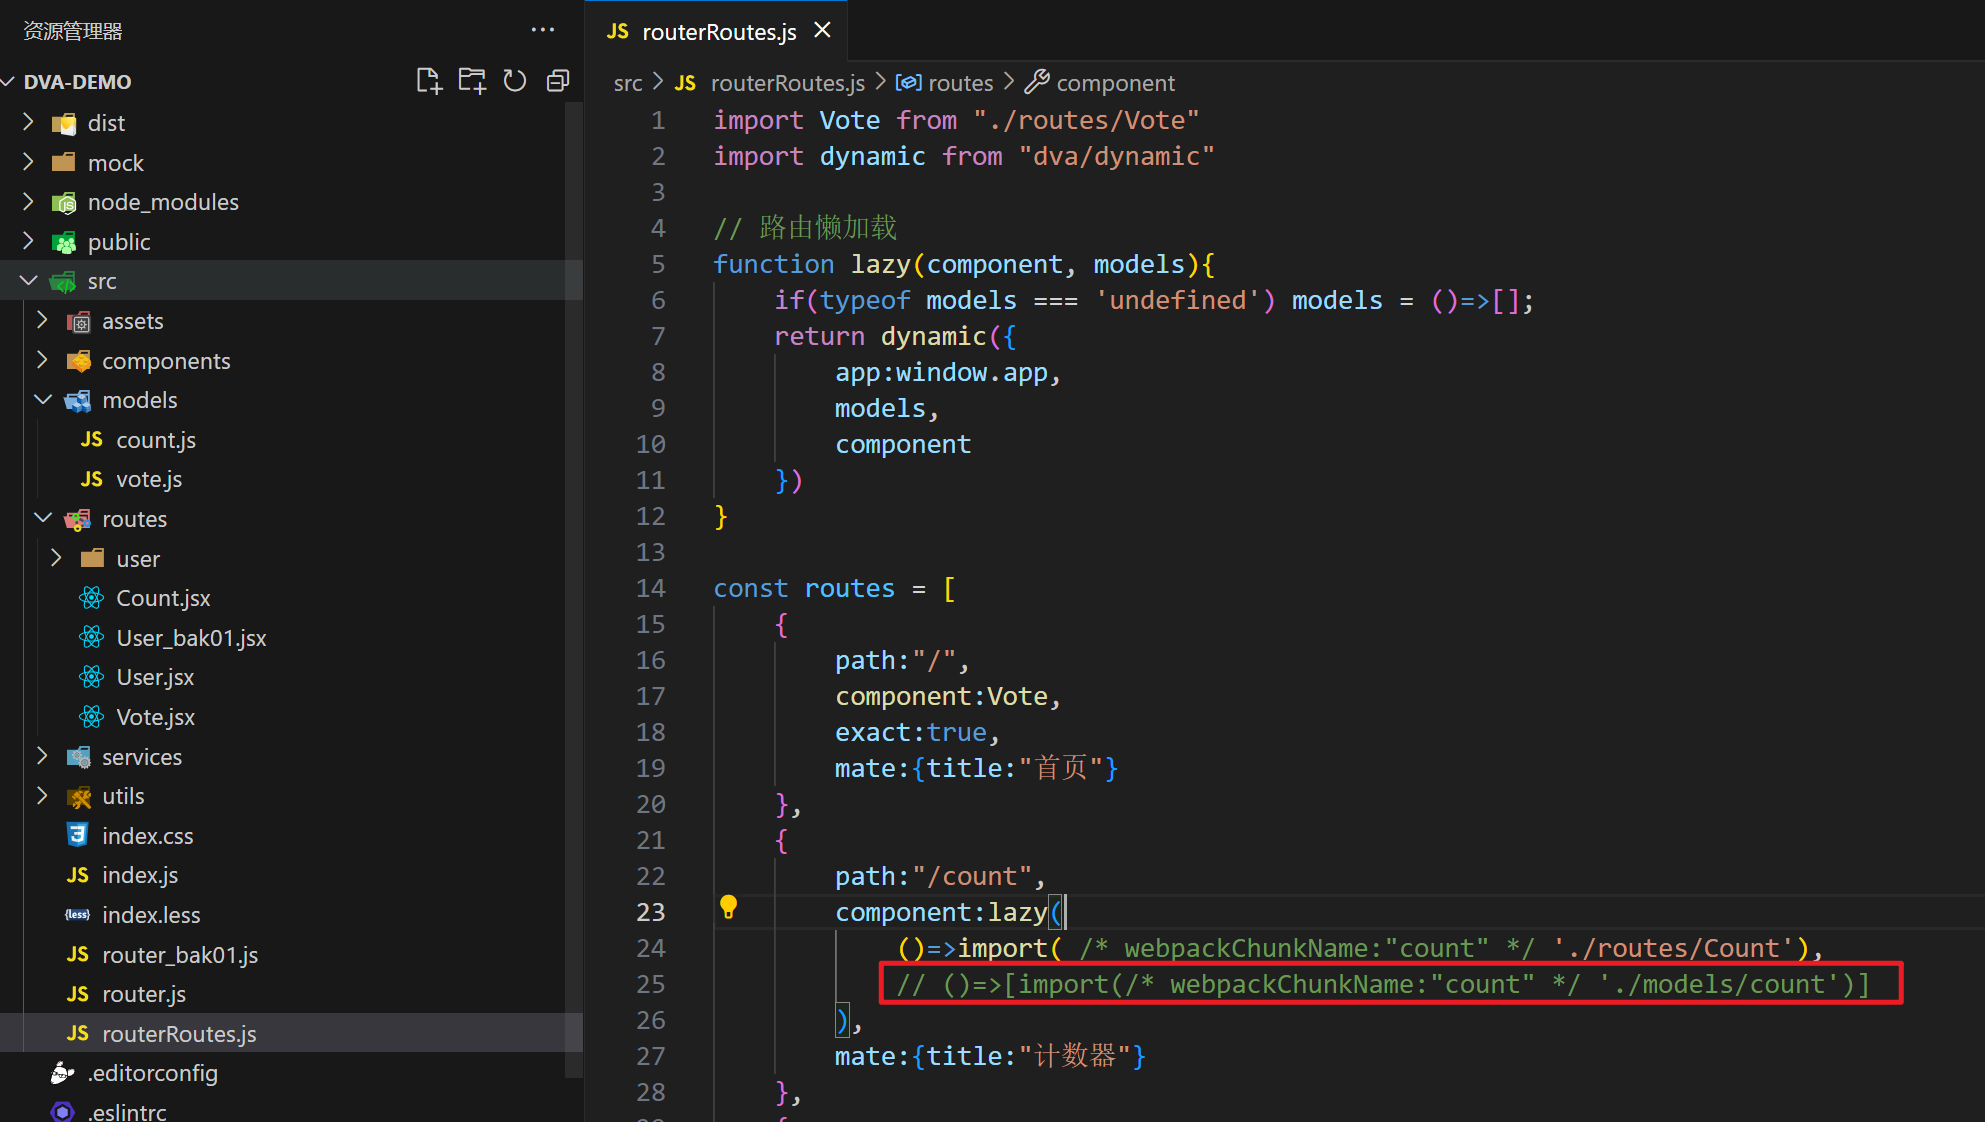 资源管理器
DVA-DEMO
dist
mock
node_modules
public
src
assets
components
models
JS count.js
JS vote.js
routes
user
Count.jsx
User_bak01.jsx
User.jsx
Vote.jsx
services
utils
index.css
JS index.js
{less} index.less
JS router_bak01.js
JS router.js
JS routerRoutes.js
.editorconfig
.eslintrc
JS routerRoutes.js
src > JS routerRoutes.js > routes > component
1 import Vote from "./routes/Vote"
2 import dynamic from "dva/dynamic"
3
4 // 路由懒加载
5 function lazy(component, models){
6 if(typeof models === 'undefined') models = ()=>[];
7 return dynamic({
8 app:window.app,
9 models,
10 component
11 })
12 }
13
14 const routes = [
15 {
16 path:"/",
17 component:Vote,
18 exact:true,
19 mate:{title:"首页"}
20 },
21 {
22 path:"/count",
23 component:lazy(
24 ()=>import( /* webpackChunkName:"count" */ './routes/Count'),
25 // ()=>[import(/* webpackChunkName:"count" */ './models/count')]
26 ),
27 mate:{title:"计数器"}
28 },